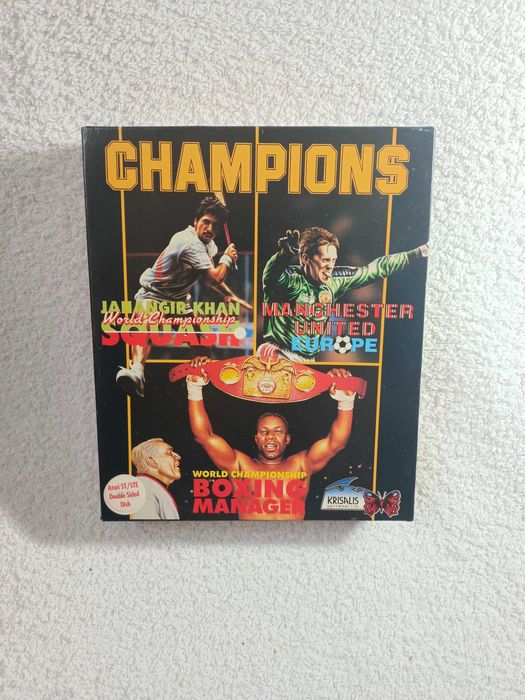 CHAMPIONS
JAHANGIR KHAN
World Championship
SQUASH
MANCHESTER
UNITED
EUROPE
WORLD CHAMPIONSHIP
BOXING
MANAGER
Atari ST/STE
Double Sided
Disk
KRISALIS
SOFTWARE LTD